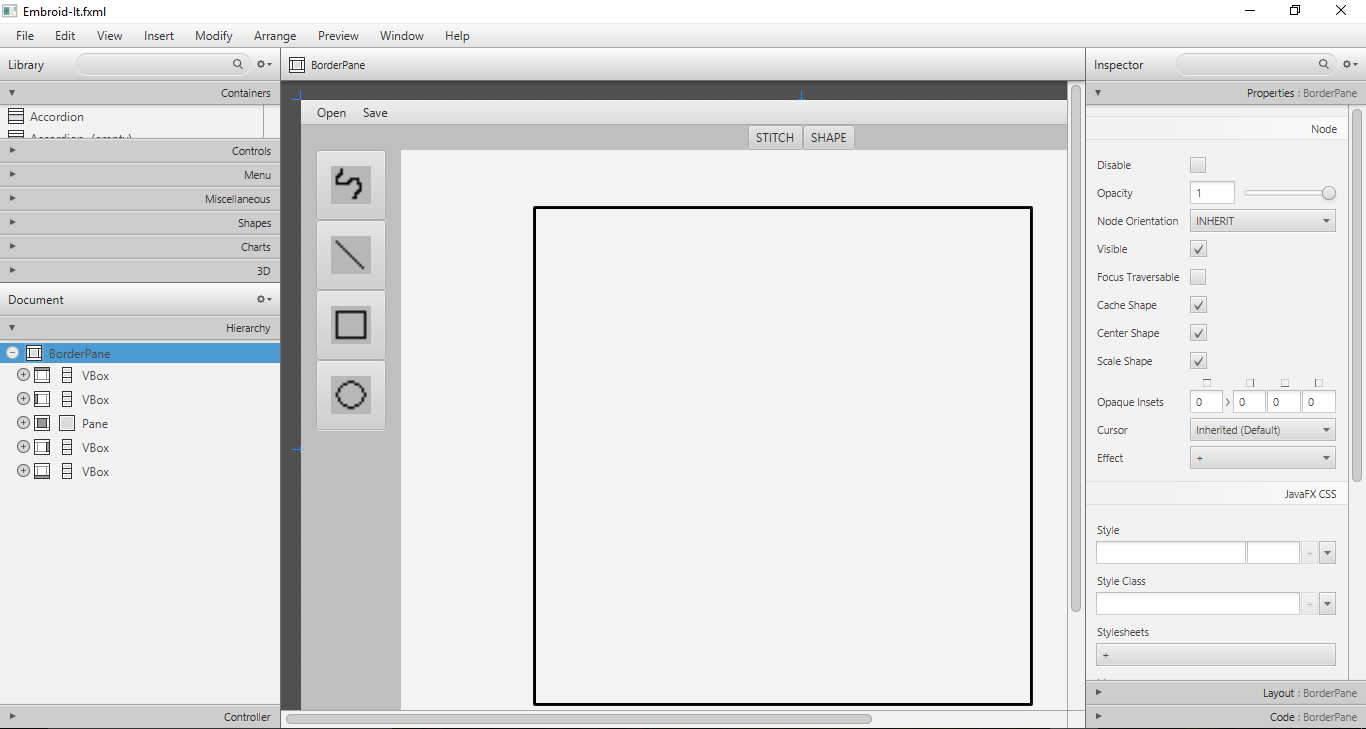 Embroid-It.fxml
File Edit View Insert Modify Arrange Preview Window Help
Library
Containers
Accordion
Accordion (empty)
Controls
Menu
Miscellaneous
Shapes
Charts
3D
Document
Hierarchy
BorderPane
VBox
VBox
Pane
VBox
VBox
Controller
BorderPane
Open Save
STITCH SHAPE
Inspector
Properties : BorderPane
Node
Disable
Opacity 1
Node Orientation INHERIT
Visible
Focus Traversable
Cache Shape
Center Shape
Scale Shape
Opaque Insets 0 0 0 0
Cursor Inherited (Default)
Effect +
JavaFX CSS
Style
+
Style Class
+
Stylesheets
+
Layout : BorderPane
Code : BorderPane